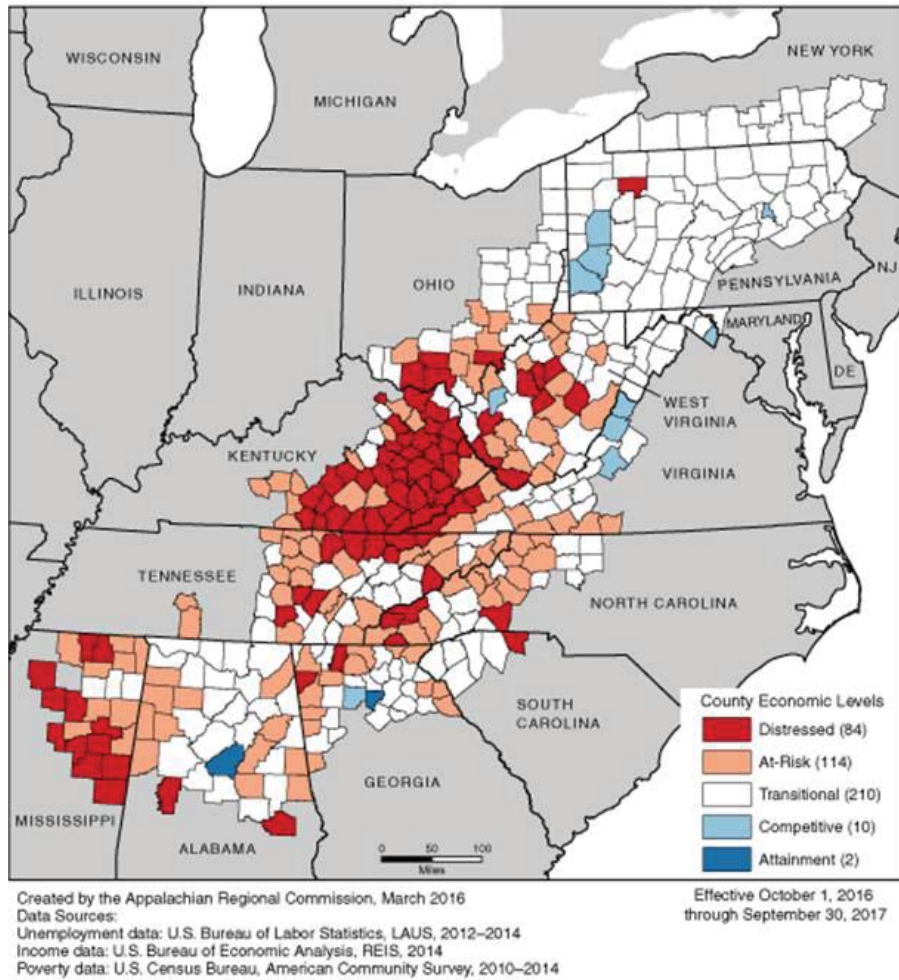 WISCONSIN
MICHIGAN
NEW YORK
ILLINOIS
INDIANA
OHIO
PENNSYLVANIA
NJ
MARYLAND
DE
WEST
VIRGINIA
KENTUCKY
VIRGINIA
TENNESSEE
NORTH CAROLINA
SOUTH
CAROLINA
GEORGIA
MISSISSIPPI
ALABAMA
0 50 100
Miles
County Economic Levels
Distressed (84)
At-Risk (114)
Transitional (210)
Competitive (10)
Attainment (2)
Created by the Appalachian Regional Commission, March 2016
Data Sources:
Unemployment data: U.S. Bureau of Labor Statistics, LAUS, 2012–2014
Income data: U.S. Bureau of Economic Analysis, REIS, 2014
Poverty data: U.S. Census Bureau, American Community Survey, 2010–2014
Effective October 1, 2016
through September 30, 2017